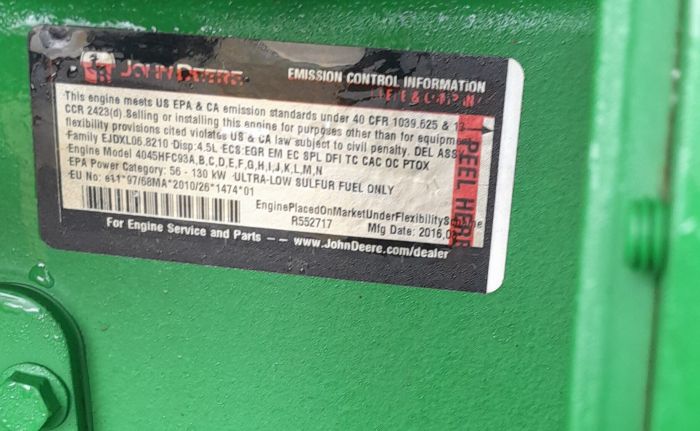 JOHN DEERE
EMISSION CONTROL INFORMATION
This engine meets US EPA & CA emission standards under 40 CFR 1039.625 & 13
CCR 2423(d) Selling or installing this engine for purposes other than for equipment
flexibility provisions cited violates US & CA law subject to civil penalty. DEL ASSY
Family EJDXL06.8210 Disp:4.5L ECS:EGR EM EC SPL DFI TC CAC OC PTOX
Engine Model 4045HFC93A,B,C,D,E,F,G,H,I,J,K,L,M,N
EPA Power Category: 56 - 130 kW ULTRA-LOW SULFUR FUEL ONLY
EU No: e11*97/68MA*2010/26*1474*01
EnginePlacedOnMarketUnderFlexibilityScheme
R552717
Mfg Date: 2016,
For Engine Service and Parts -- www.JohnDeere.com/dealer
PEEL HERE